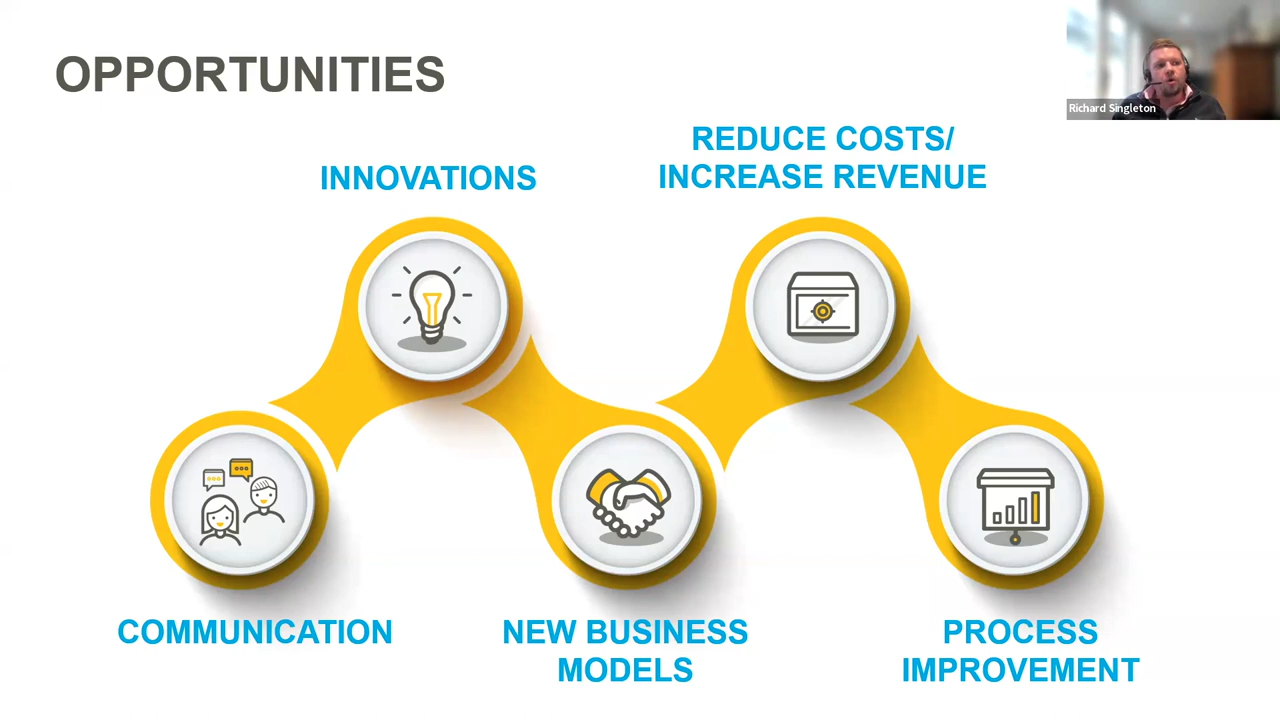 OPPORTUNITIES
Richard Singleton
INNOVATIONS
REDUCE COSTS/
INCREASE REVENUE
COMMUNICATION
NEW BUSINESS
MODELS
PROCESS
IMPROVEMENT